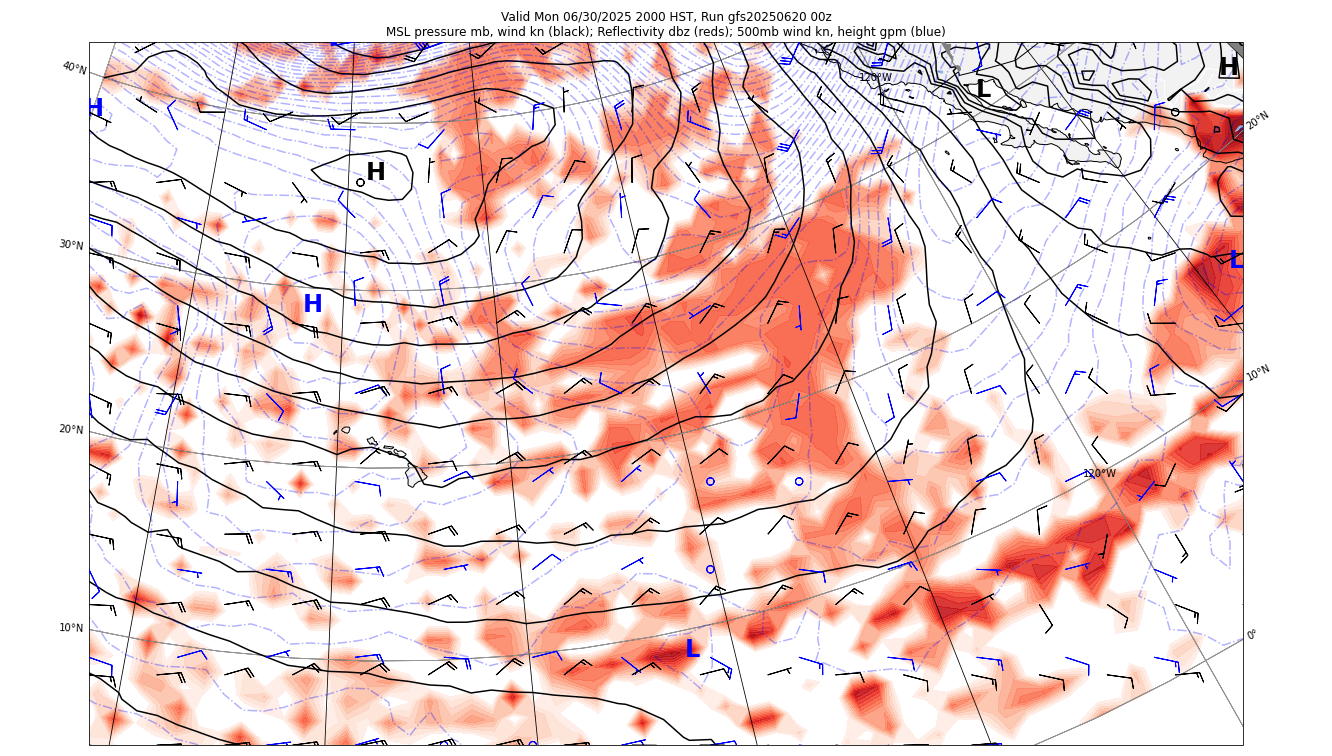 Valid Mon 06/30/2025 2000 HST, Run gfs20250620 00z
MSL pressure mb, wind kn (black); Reflectivity dbz (reds); 500mb wind kn, height gpm (blue)
40°N
120°W
L
H
H
20°N
H
30°N
L
H
10°N
20°N
120°W
10°N
L
0°